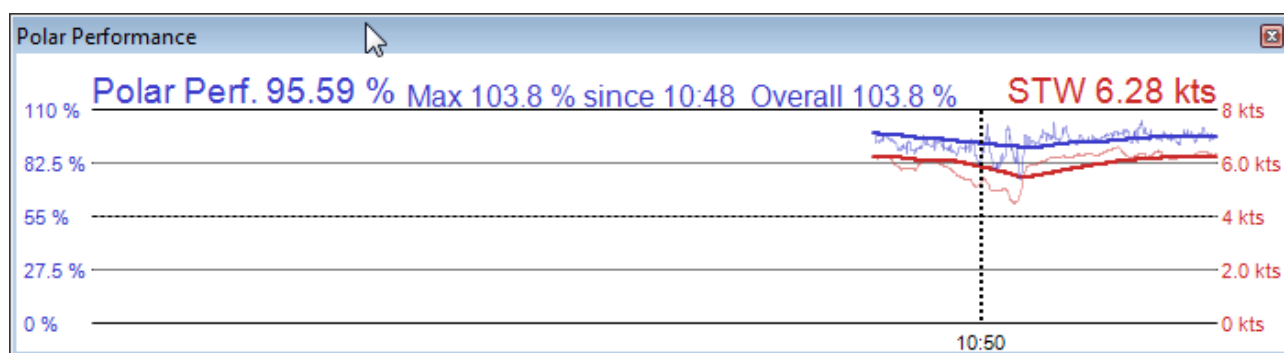 Polar Performance
Polar Perf. 95.59 % Max 103.8 % since 10:48 Overall 103.8 % STW 6.28 kts
110 % 8 kts
82.5 % 6.0 kts
55 % 4 kts
27.5 % 2.0 kts
0 % 0 kts
10:50